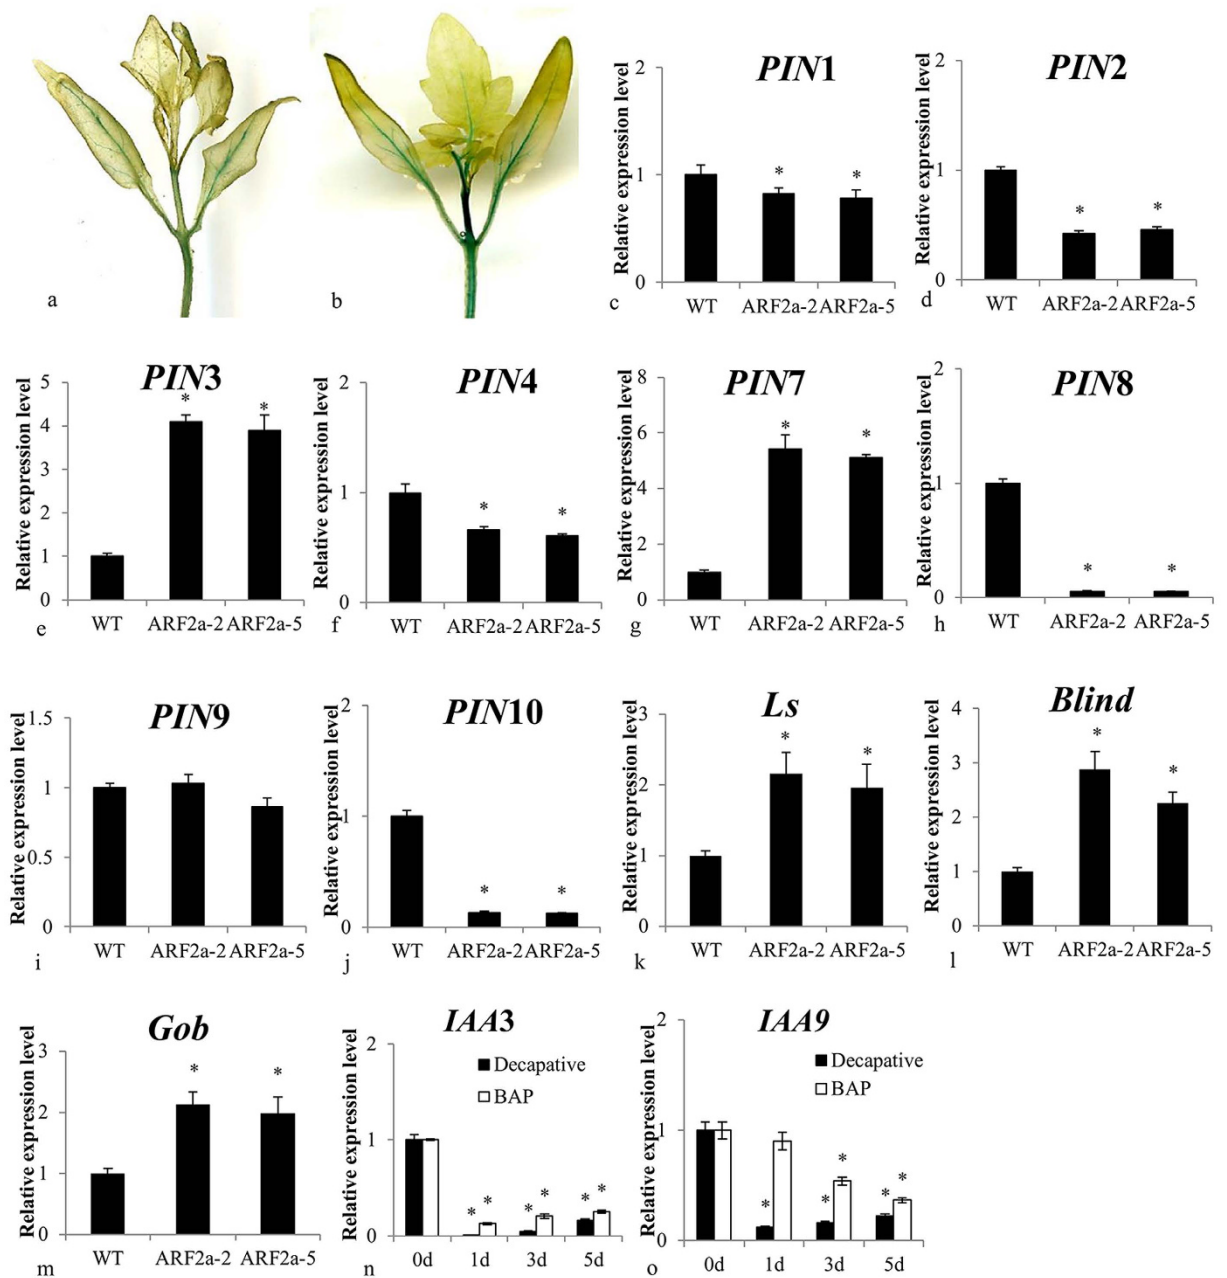 a
b
PIN1
Relative expression level
2
1
0
WT ARF2a-2 ARF2a-5
*
*
c
PIN2
Relative expression level
2
1
0
WT ARF2a-2 ARF2a-5
*
*
d
PIN3
Relative expression level
5
4
3
2
1
0
WT ARF2a-2 ARF2a-5
*
*
e
PIN4
Relative expression level
2
1
0
WT ARF2a-2 ARF2a-5
*
*
f
PIN7
Relative expression level
8
6
4
2
0
WT ARF2a-2 ARF2a-5
*
*
g
PIN8
Relative expression level
2
1
0
WT ARF2a-2 ARF2a-5
*
*
h
PIN9
Relative expression level
1.5
1
0.5
0
WT ARF2a-2 ARF2a-5
i
PIN10
Relative expression level
2
1
0
WT ARF2a-2 ARF2a-5
*
*
j
Ls
Relative expression level
3
2
1
0
WT ARF2a-2 ARF2a-5
*
*
k
Blind
Relative expression level
4
3
2
1
0
WT ARF2a-2 ARF2a-5
*
*
l
Gob
Relative expression level
3
2
1
0
WT ARF2a-2 ARF2a-5
*
*
m
IAA3
Relative expression level
2
1
0
Decapative
BAP
* *
* *
* *
0d 1d 3d 5d
n
IAA9
Relative expression level
2
1
0
Decapative
BAP
*
* *
* *
0d 1d 3d 5d
o